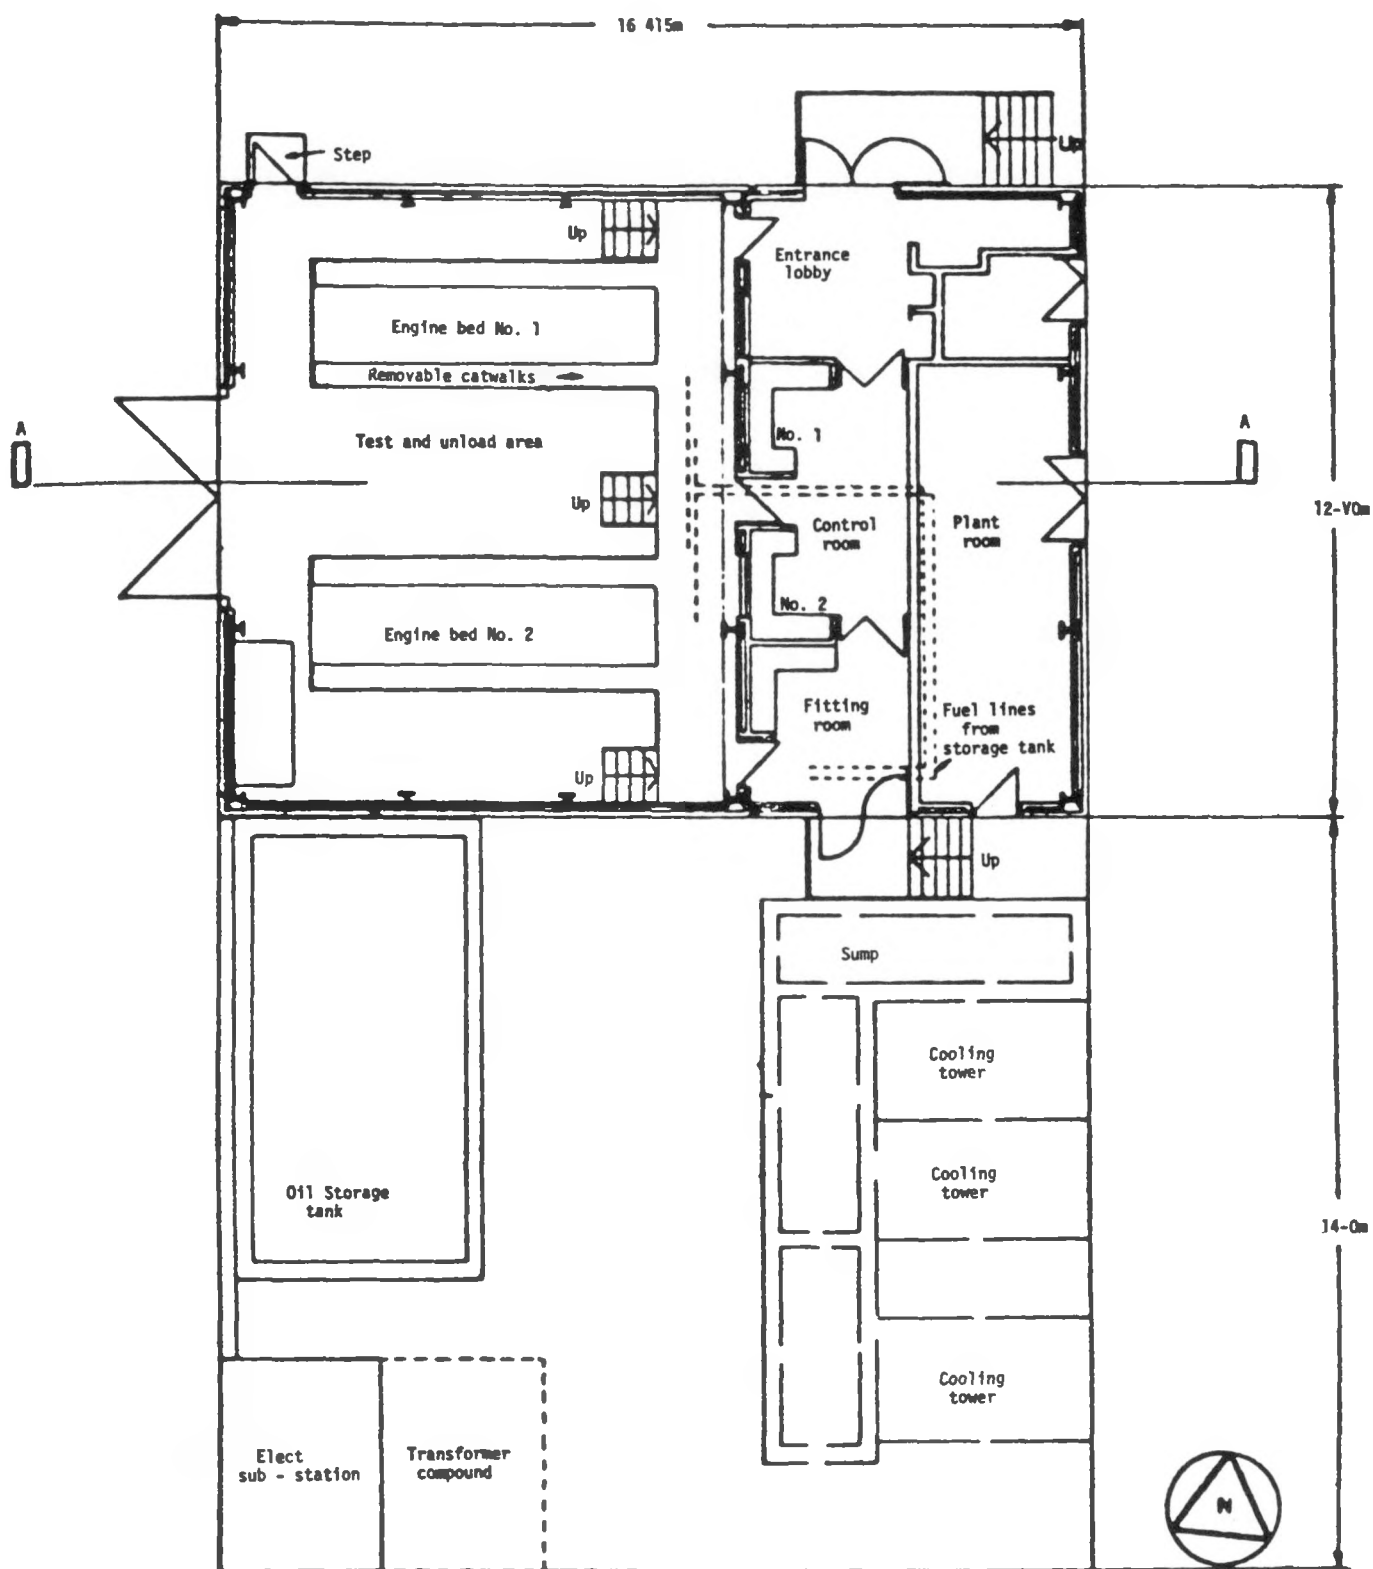 16 415m
Step
Up
Up
Entrance
lobby
Engine bed No. 1
Removable catwalks
A
A
Test and unload area
No. 1
Up
Control
room
Plant
room
12-V0m
No. 2
Engine bed No. 2
Fitting
room
Fuel lines
from
storage tank
Up
Up
Sump
Cooling
tower
Cooling
tower
Oil Storage
tank
14-0m
Cooling
tower
Elect
sub - station
Transformer
compound
N